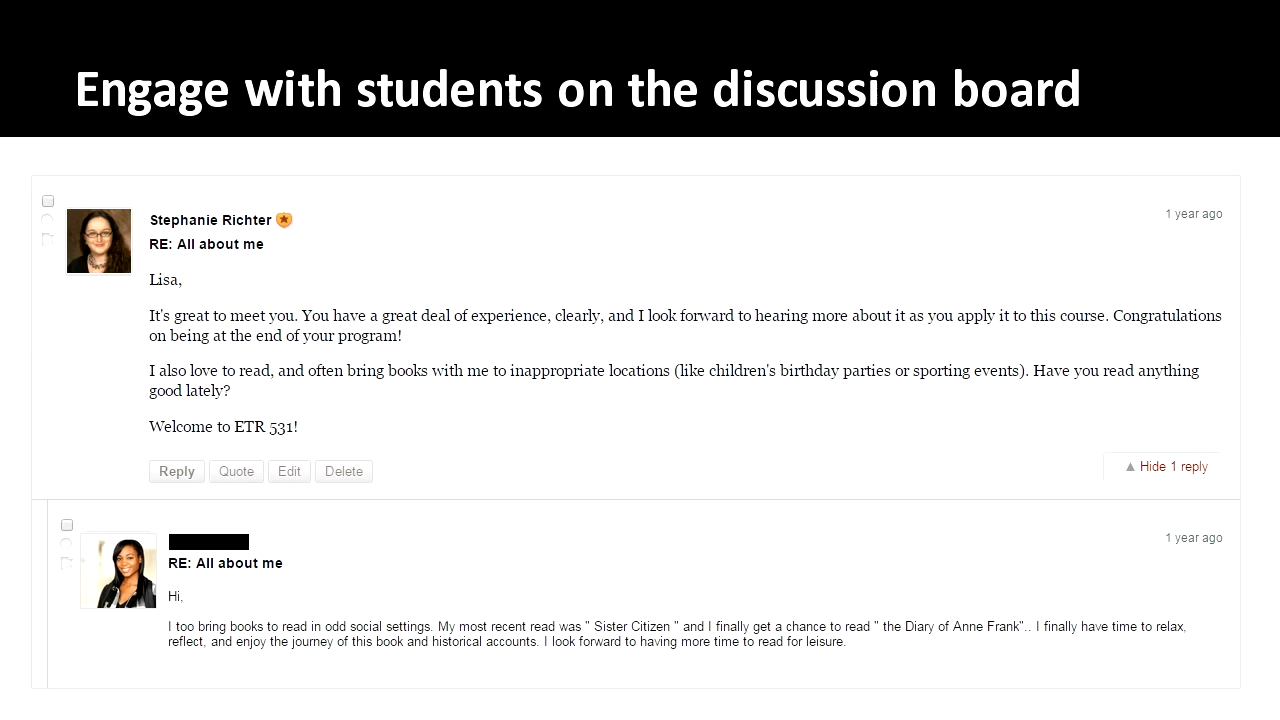 Engage with students on the discussion board
Stephanie Richter
1 year ago
RE: All about me
Lisa,
It's great to meet you. You have a great deal of experience, clearly, and I look forward to hearing more about it as you apply it to this course. Congratulations
on being at the end of your program!
I also love to read, and often bring books with me to inappropriate locations (like children's birthday parties or sporting events). Have you read anything
good lately?
Welcome to ETR 531!
Reply Quote Edit Delete
Hide 1 reply
1 year ago
RE: All about me
Hi,
I too bring books to read in odd social settings. My most recent read was " Sister Citizen " and I finally get a chance to read " the Diary of Anne Frank".. I finally have time to relax,
reflect, and enjoy the journey of this book and historical accounts. I look forward to having more time to read for leisure.